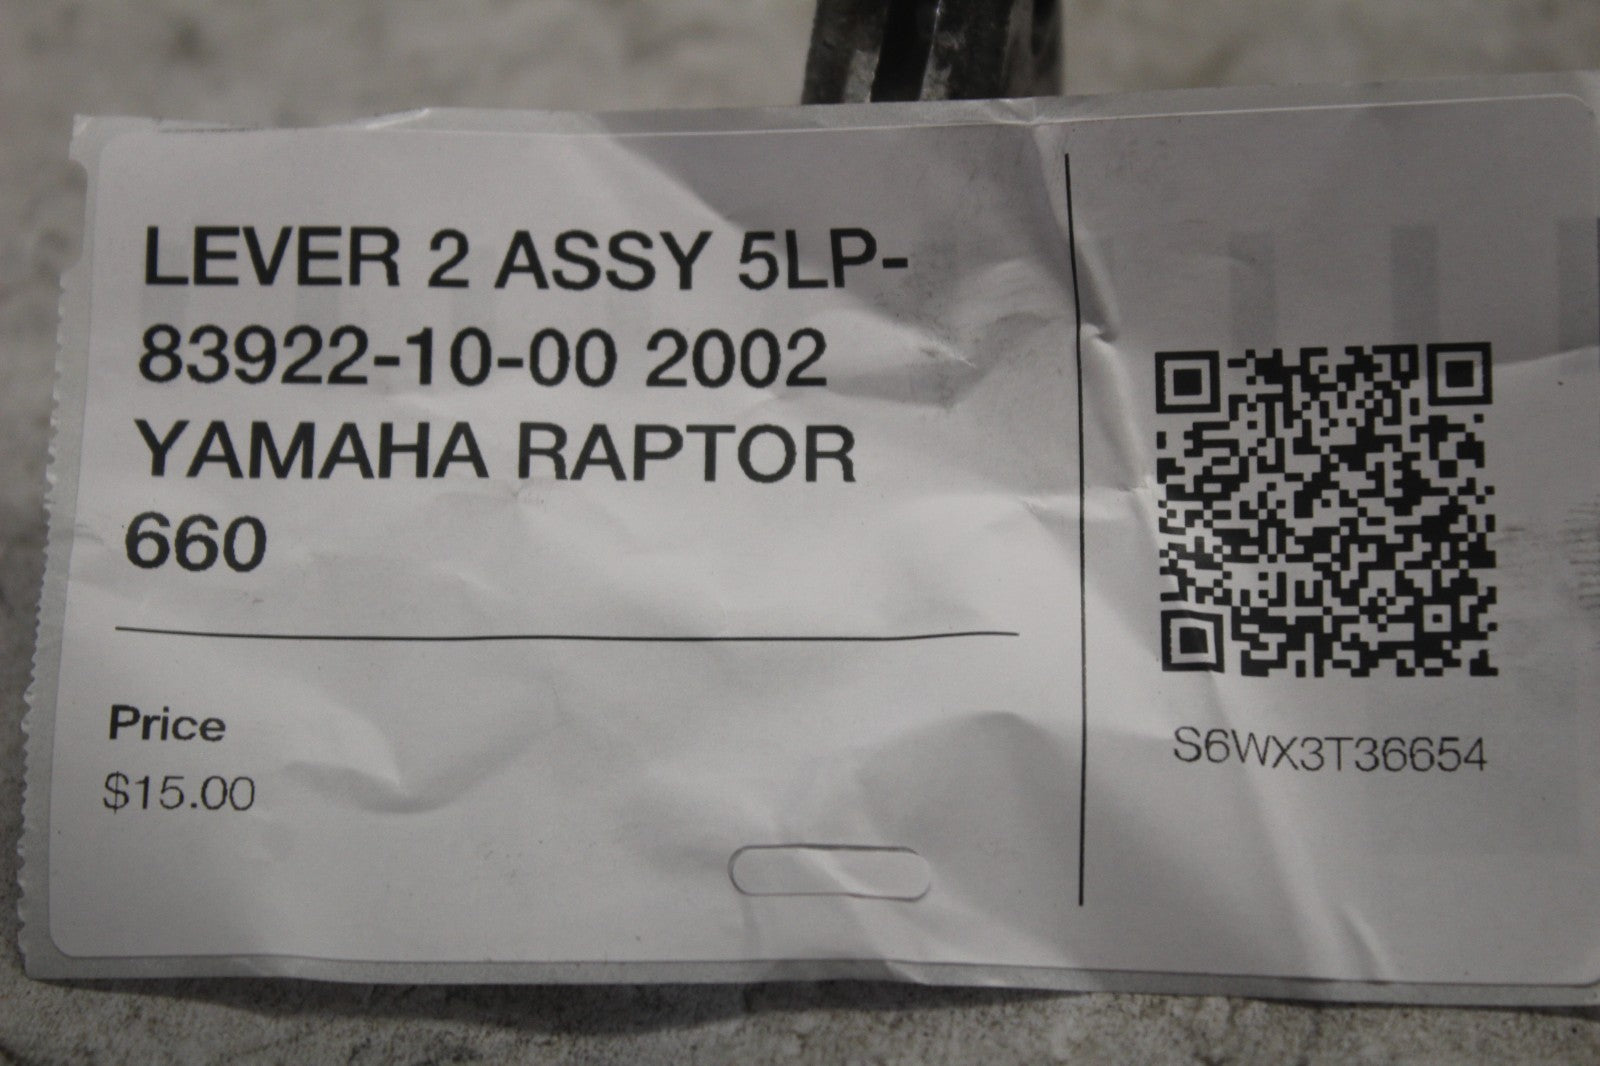 LEVER 2 ASSY 5LP-
83922-10-00 2002
YAMAHA RAPTOR
660
Price
$15.00
S6WX3T36654